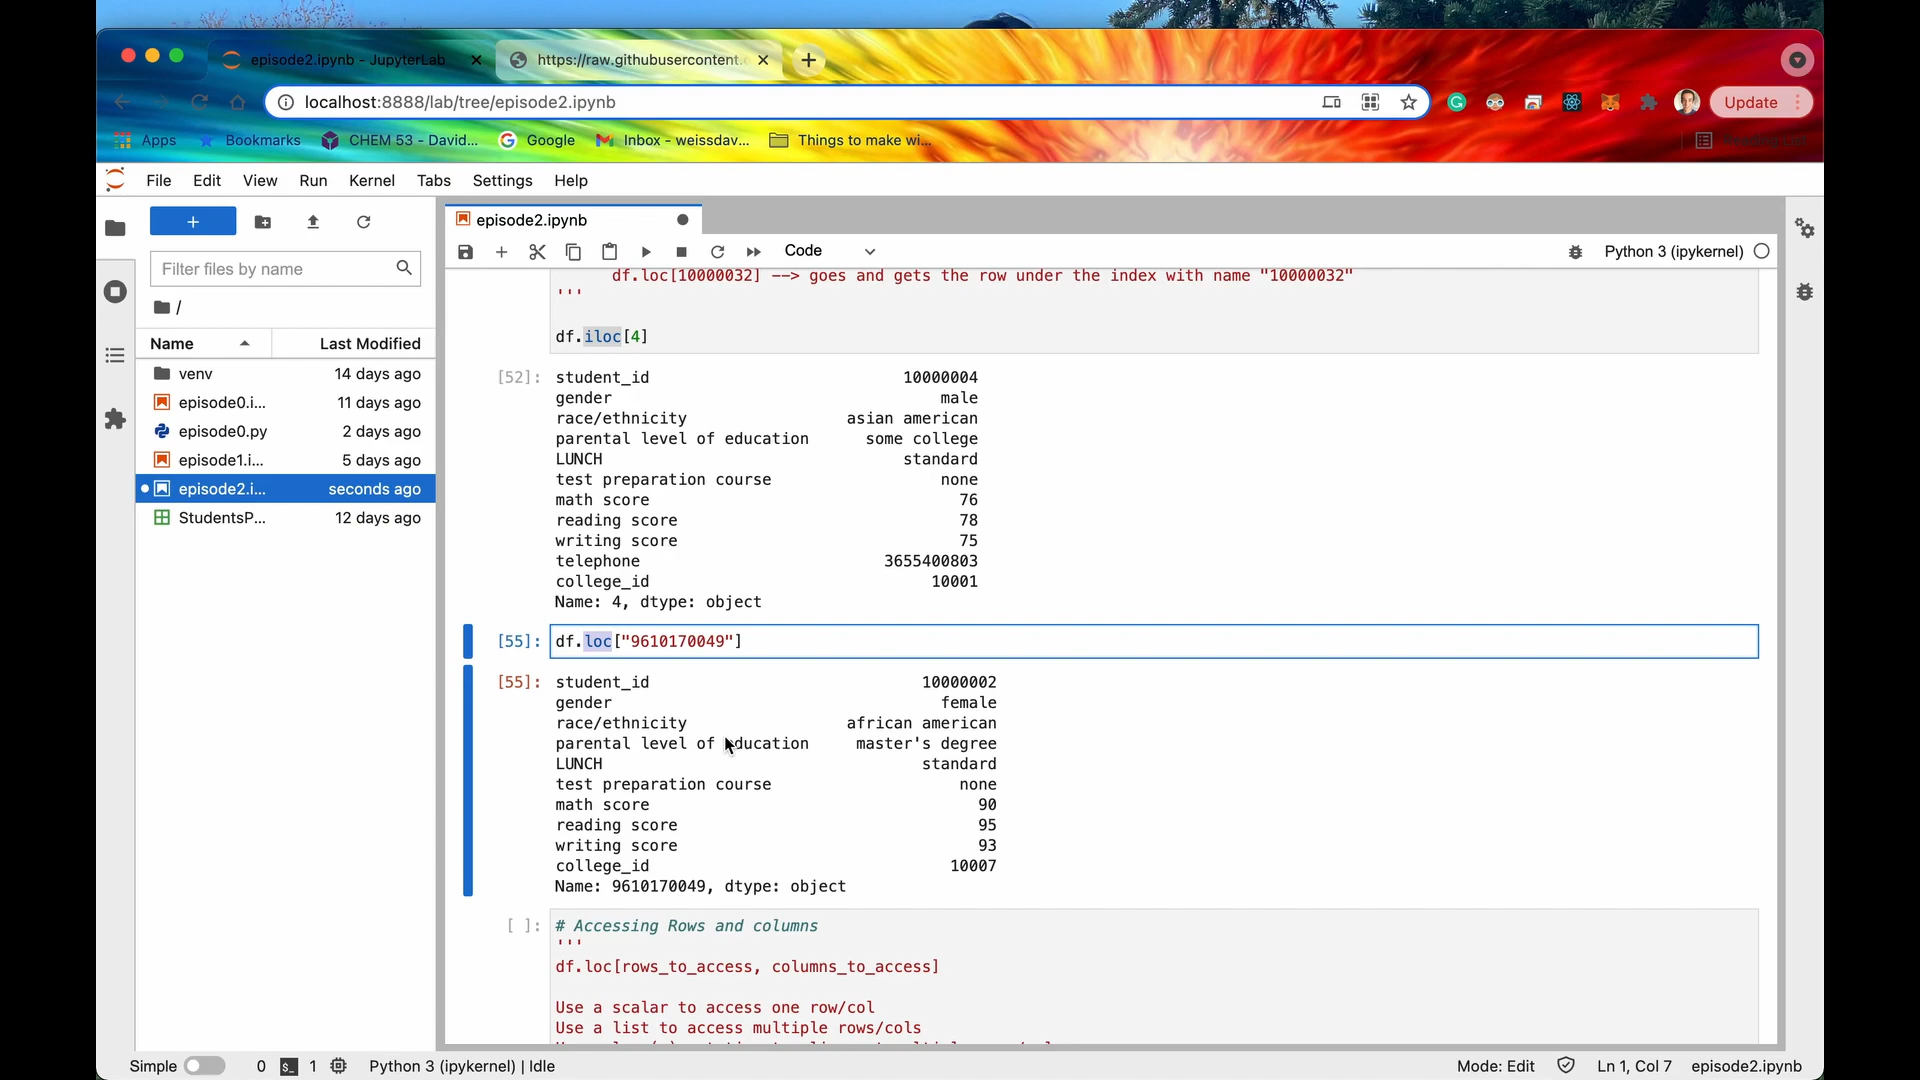 episode2.ipynb - JupyterLab
https://raw.githubusercontent.
localhost:8888/lab/tree/episode2.ipynb
Update
Apps
Bookmarks
CHEM 53 - David...
Google
Inbox - weissdav...
Things to make wi...
Reading List
File Edit View Run Kernel Tabs Settings Help
episode2.ipynb
Code
Python 3 (ipykernel)
Filter files by name
/
Name Last Modified
venv 14 days ago
episode0.i... 11 days ago
episode0.py 2 days ago
episode1.i... 5 days ago
episode2.i... seconds ago
StudentsP... 12 days ago
df.loc[10000032] --> goes and gets the row under the index with name "10000032"
'''
df.iloc[4]
[52]: student_id 10000004
gender male
race/ethnicity asian american
parental level of education some college
LUNCH standard
test preparation course none
math score 76
reading score 78
writing score 75
telephone 3655400803
college_id 10001
Name: 4, dtype: object
[55]: df.loc["9610170049"]
[55]: student_id 10000002
gender female
race/ethnicity african american
parental level of education master's degree
LUNCH standard
test preparation course none
math score 90
reading score 95
writing score 93
college_id 10007
Name: 9610170049, dtype: object
[ ]: # Accessing Rows and columns
'''
df.loc[rows_to_access, columns_to_access]
Use a scalar to access one row/col
Use a list to access multiple rows/cols
Simple 0 1 Python 3 (ipykernel) | Idle
Mode: Edit Ln 1, Col 7 episode2.ipynb